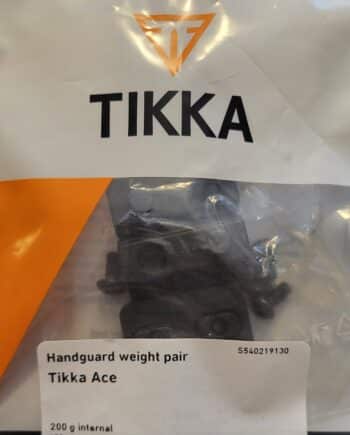 TIKKA
Handguard weight pair S540219130
Tikka Ace
200 g internal